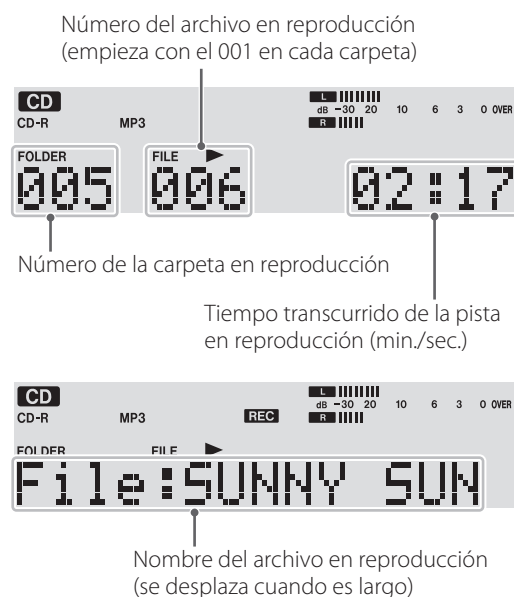 Número del archivo en reproducción
(empieza con el 001 en cada carpeta)
CD
L
dB -30 20 10 6 3 0 OVER
CD-R MP3
R
FOLDER FILE
005 006 02:17
Número de la carpeta en reproducción
Tiempo transcurrido de la pista
en reproducción (min./sec.)
CD
L
dB -30 20 10 6 3 0 OVER
CD-R MP3 REC
R
FOLDER FILE
File:SUNNY SUN
Nombre del archivo en reproducción
(se desplaza cuando es largo)